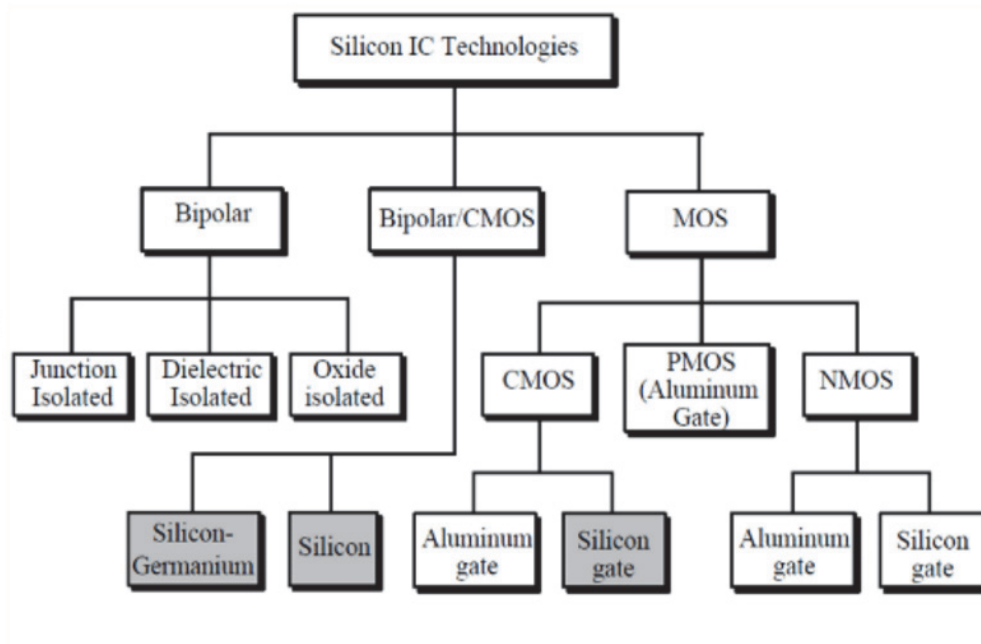 Silicon IC Technologies
Bipolar
Bipolar/CMOS
MOS
Junction
Isolated
Dielectric
Isolated
Oxide
isolated
CMOS
PMOS
(Aluminum
Gate)
NMOS
Silicon-
Germanium
Silicon
Aluminum
gate
Silicon
gate
Aluminum
gate
Silicon
gate